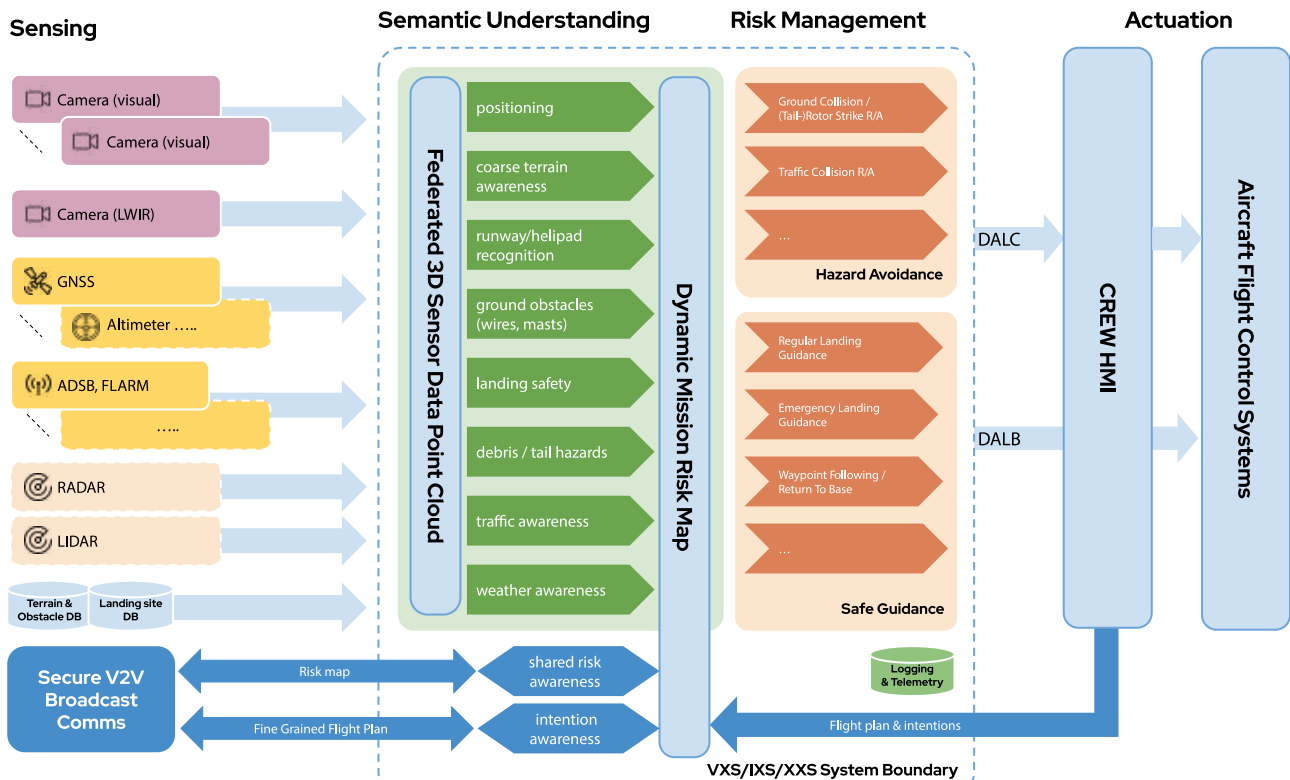 Sensing
Semantic Understanding
Risk Management
Actuation
Camera (visual)
Camera (visual)
Camera (LWIR)
GNSS
Altimeter .....
ADSB, FLARM
.....
RADAR
LIDAR
Terrain &
Obstacle DB
Landing site
DB
Secure V2V
Broadcast
Comms
Federated 3D Sensor Data Point Cloud
positioning
coarse terrain
awareness
runway/helipad
recognition
ground obstacles
(wires, masts)
landing safety
debris / tail hazards
traffic awareness
weather awareness
Risk map
shared risk
awareness
Fine Grained Flight Plan
intention
awareness
Dynamic Mission Risk Map
Ground Collision /
(Tail-)Rotor Strike R/A
Traffic Collision R/A
...
Hazard Avoidance
Regular Landing
Guidance
Emergency Landing
Guidance
Waypoint Following /
Return To Base
...
Safe Guidance
Logging
& Telemetry
Flight plan & intentions
VXS/IXS/XXS System Boundary
DALC
DALB
CREW HMI
Aircraft Flight Control Systems